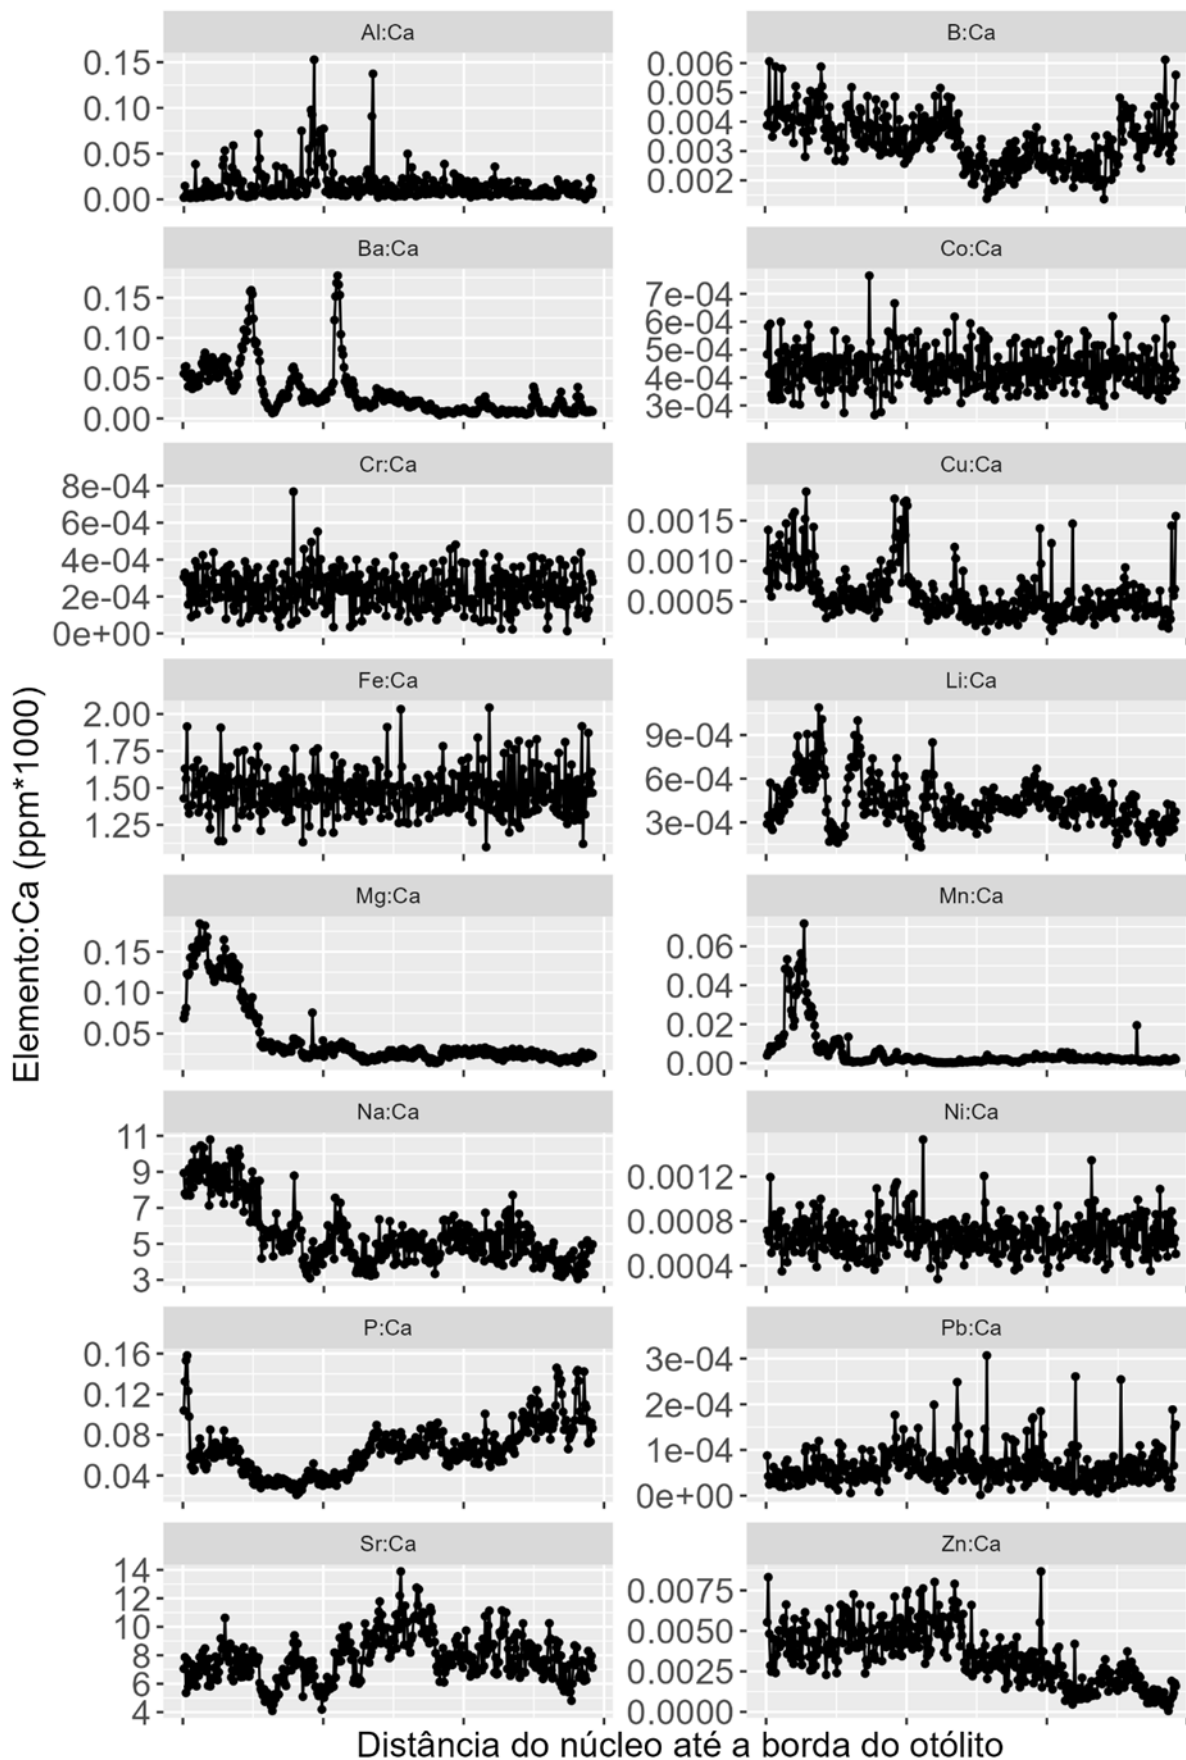 Al:Ca
0.15
0.10
0.05
0.00
B:Ca
0.006
0.005
0.004
0.003
0.002
Ba:Ca
0.15
0.10
0.05
0.00
Co:Ca
7e-04
6e-04
5e-04
4e-04
3e-04
Cr:Ca
8e-04
6e-04
4e-04
2e-04
0e+00
Cu:Ca
0.0015
0.0010
0.0005
Fe:Ca
2.00
1.75
1.50
1.25
Li:Ca
9e-04
6e-04
3e-04
Mg:Ca
0.15
0.10
0.05
Mn:Ca
0.06
0.04
0.02
0.00
Na:Ca
11
9
7
5
3
Ni:Ca
0.0012
0.0008
0.0004
P:Ca
0.16
0.12
0.08
0.04
Pb:Ca
3e-04
2e-04
1e-04
0e+00
Sr:Ca
14
12
10
8
6
4
Zn:Ca
0.0075
0.0050
0.0025
0.0000
Elemento:Ca (ppm*1000)
Distância do núcleo até a borda do otólito